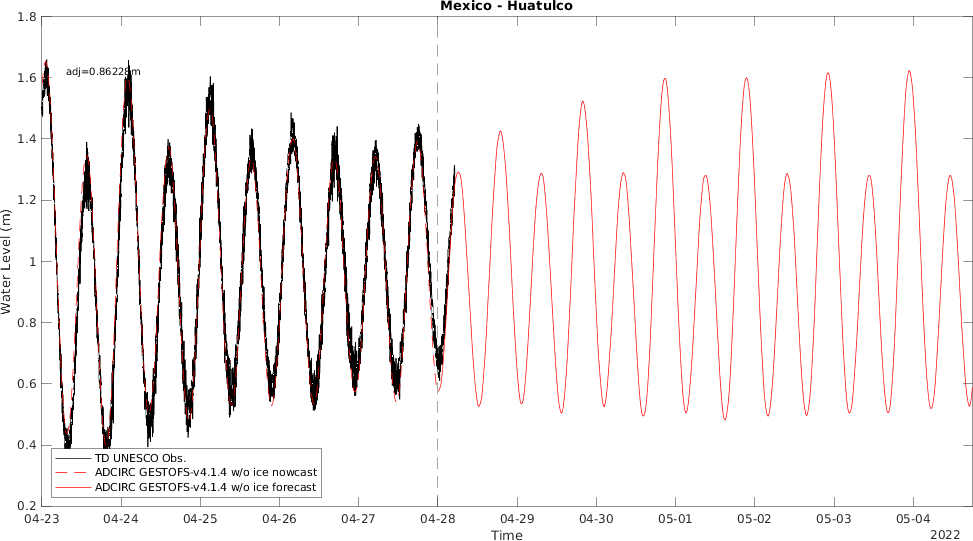 Mexico - Huatulco
adj=0.86228m
Water Level (m)
1.8
1.6
1.4
1.2
1
0.8
0.6
0.4
0.2
TD UNESCO Obs.
ADCIRC GESTOFS-v4.1.4 w/o ice nowcast
ADCIRC GESTOFS-v4.1.4 w/o ice forecast
04-23 04-24 04-25 04-26 04-27 04-28 04-29 04-30 05-01 05-02 05-03 05-04
Time
2022